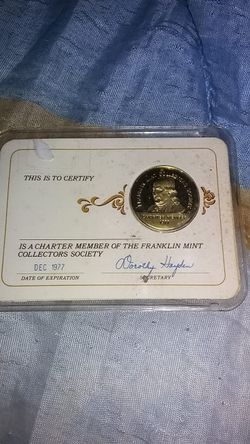 THIS IS TO CERTIFY
IS A CHARTER MEMBER OF THE FRANKLIN MINT
COLLECTORS SOCIETY
DEC 1977
Dorothy Hayden
DATE OF EXPIRATION
SECRETARY